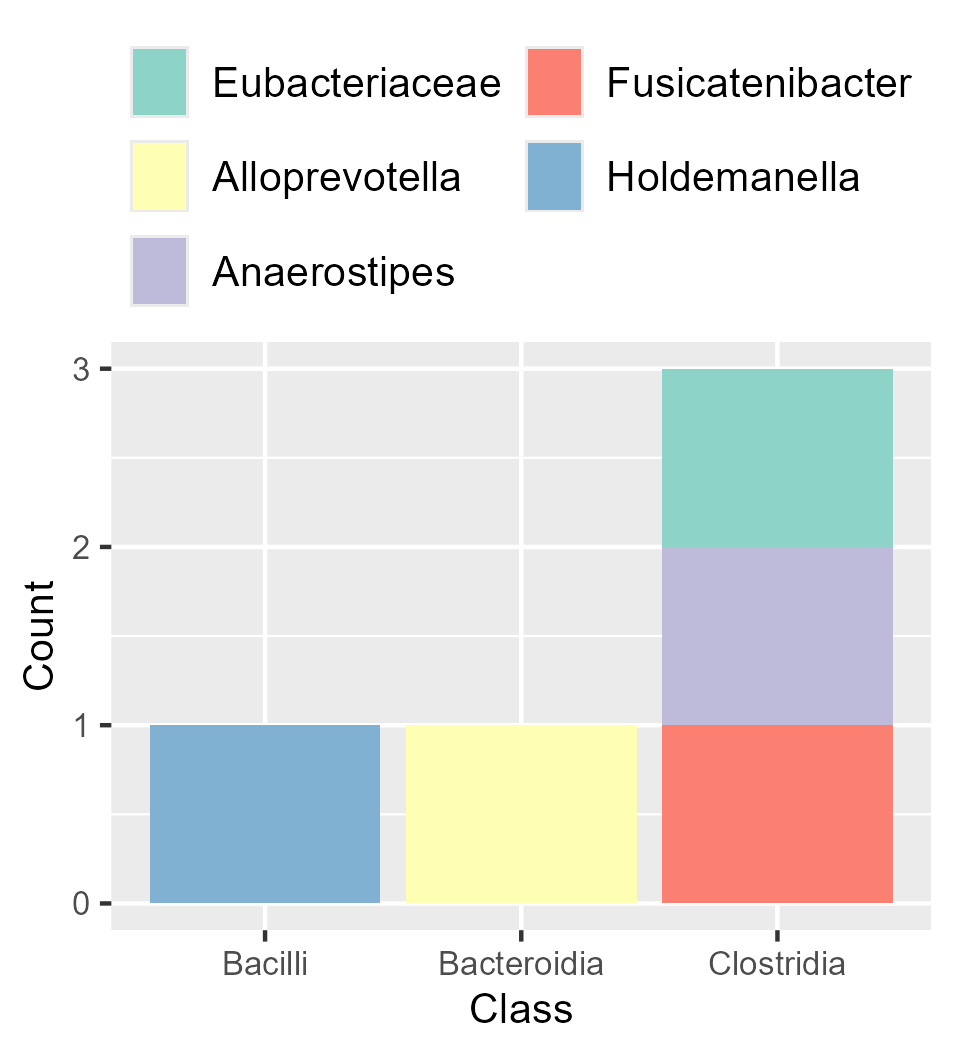 Eubacteriaceae Fusicatenibacter
Alloprevotella Holdemanella
Anaerostipes
3
2
1
0
Count
Bacilli Bacteroidia Clostridia
Class